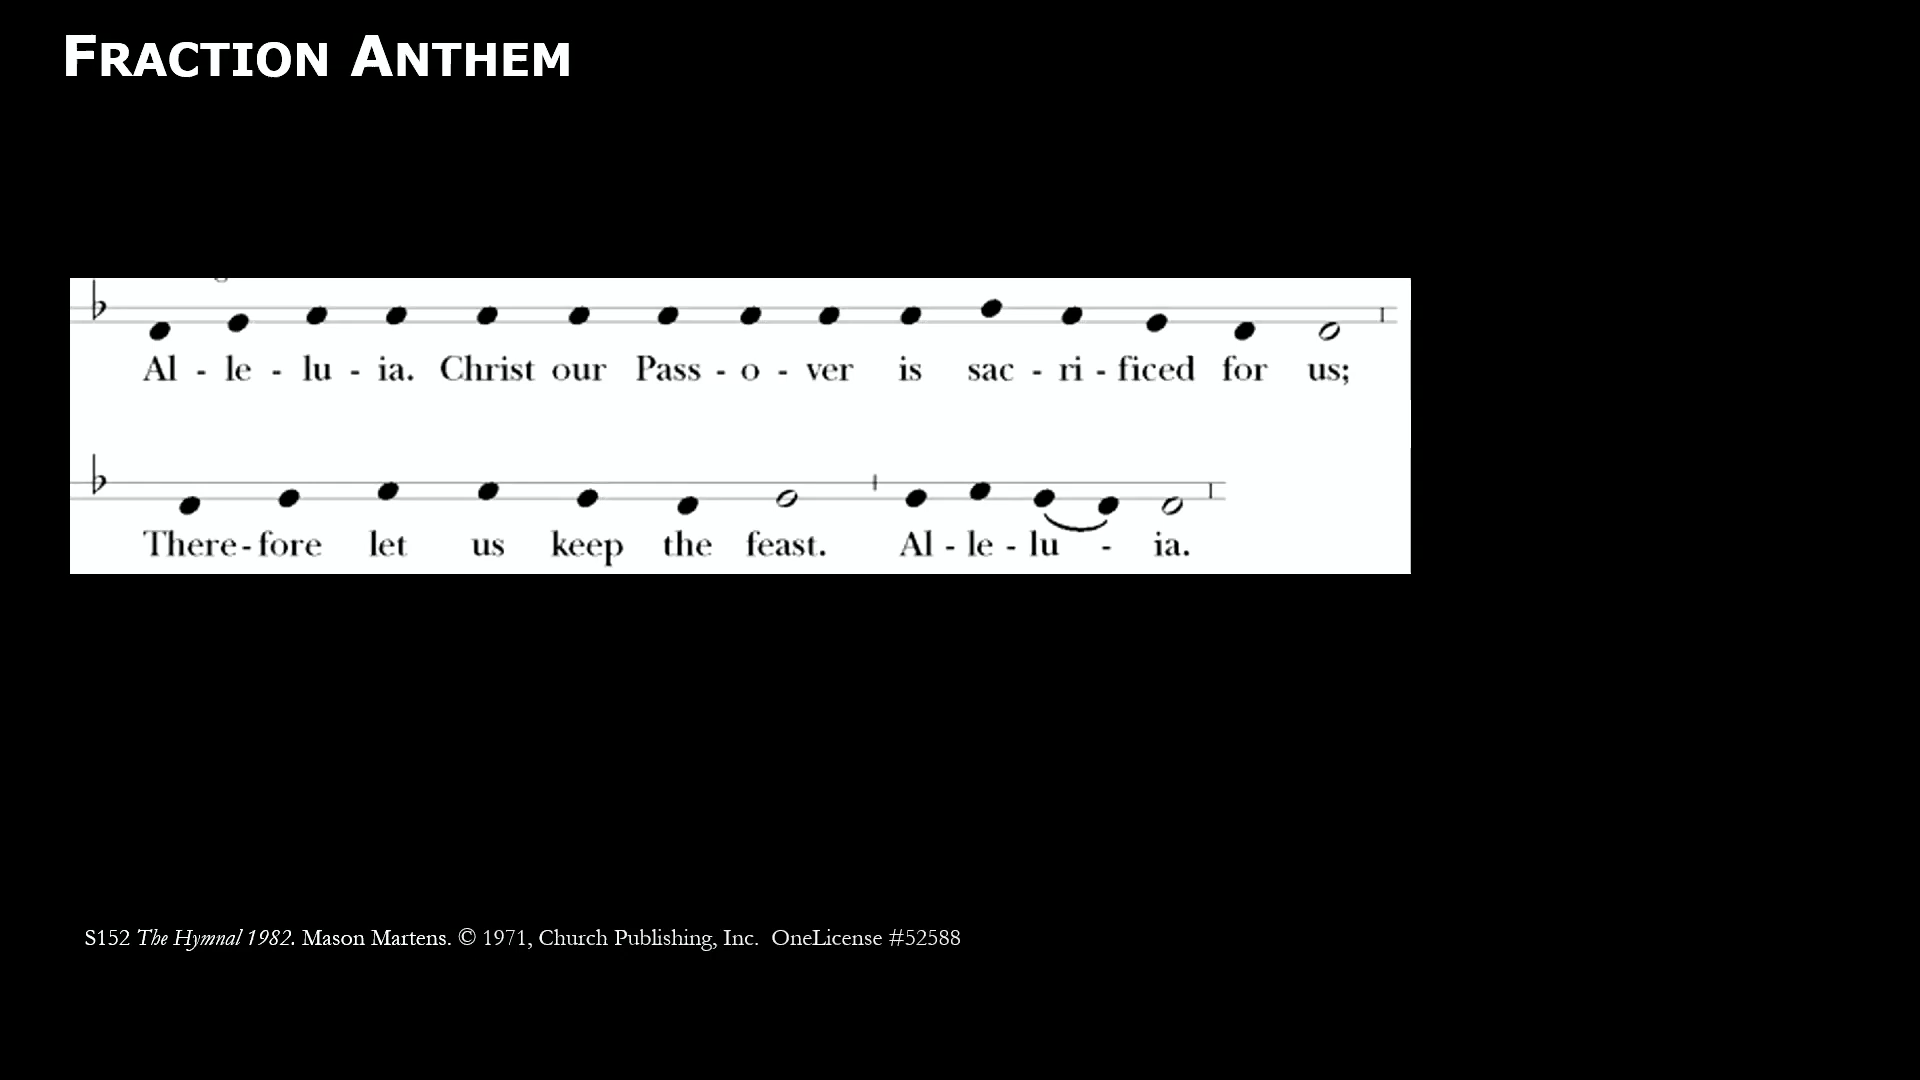 FRACTION ANTHEM
Al - le - lu - ia. Christ our Pass - o - ver is sac - ri - ficed for us;
There - fore let us keep the feast. Al - le - lu - ia.
S152 The Hymnal 1982. Mason Martens. © 1971, Church Publishing, Inc. OneLicense #52588